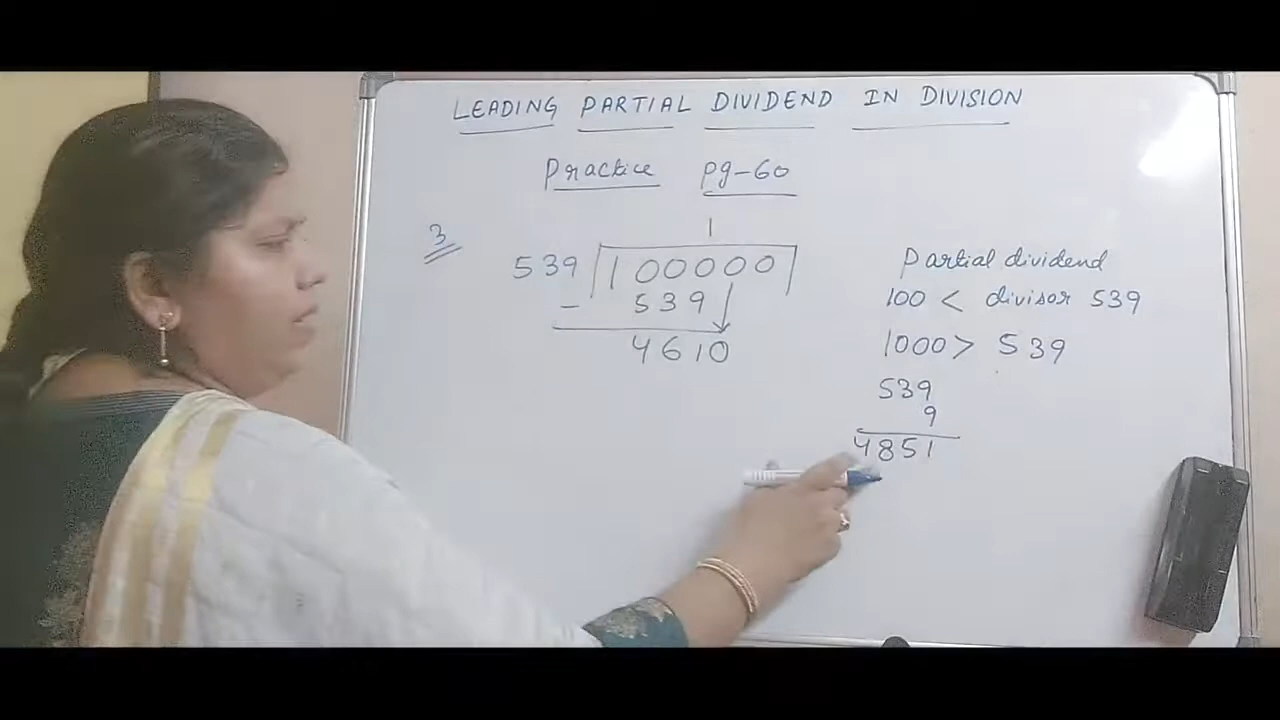 LEADING PARTIAL DIVIDEND IN DIVISION
Practice pg-60
3
1
539 100000
- 539
4610
Partial dividend
100 < divisor 539
1000 > 539
539
9
4851